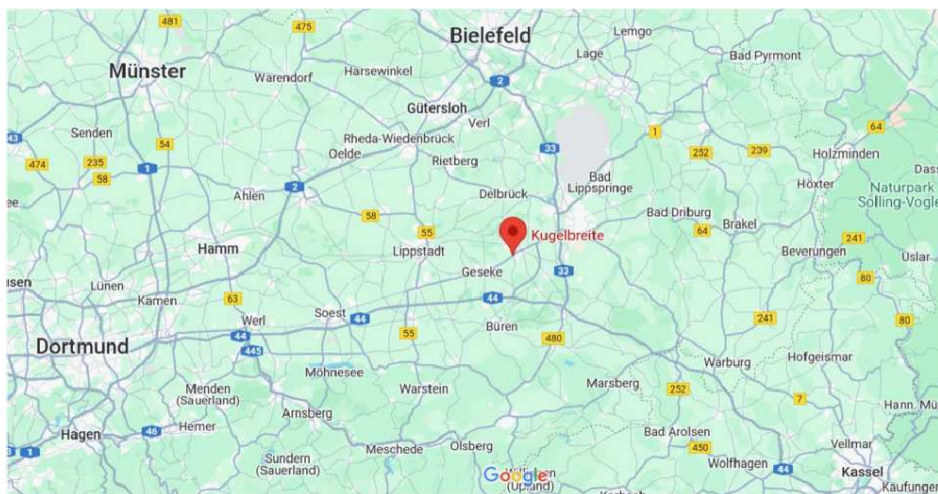 481
475
Bielefeld
Lemgo
Münster
Warendorf
Harsewinkel
Lage
Bad Pyrmont
2
Gütersloh
2
Verl
43
Senden
54
Rheda-Wiedenbrück
33
1
64
474
235
58
1
Oelde
Rietberg
252
239
Holzminden
Ahlen
2
Delbrück
Bad
Lippspringe
Höxter
Naturpark
Solling-Vogle
58
55
Kugelbreite
Bad Driburg
64
Brakel
Hamm
Lippstadt
Beverungen
241
Uslar
Lünen
Kamen
63
Geseke
33
44
80
Werl
Soest
44
Büren
241
80
Dortmund
44
445
55
480
Möhnesee
Warburg
Hofgeismar
Menden
(Sauerland)
Warstein
Marsberg
252
7
Hann. Mü
Arnsberg
Hagen
46
Hemer
Meschede
Olsberg
Bad Arolsen
450
Vellmar
1
Sundern
(Sauerland)
Google
(Upland)
Wolfhagen
44
Kassel
Kaufungen